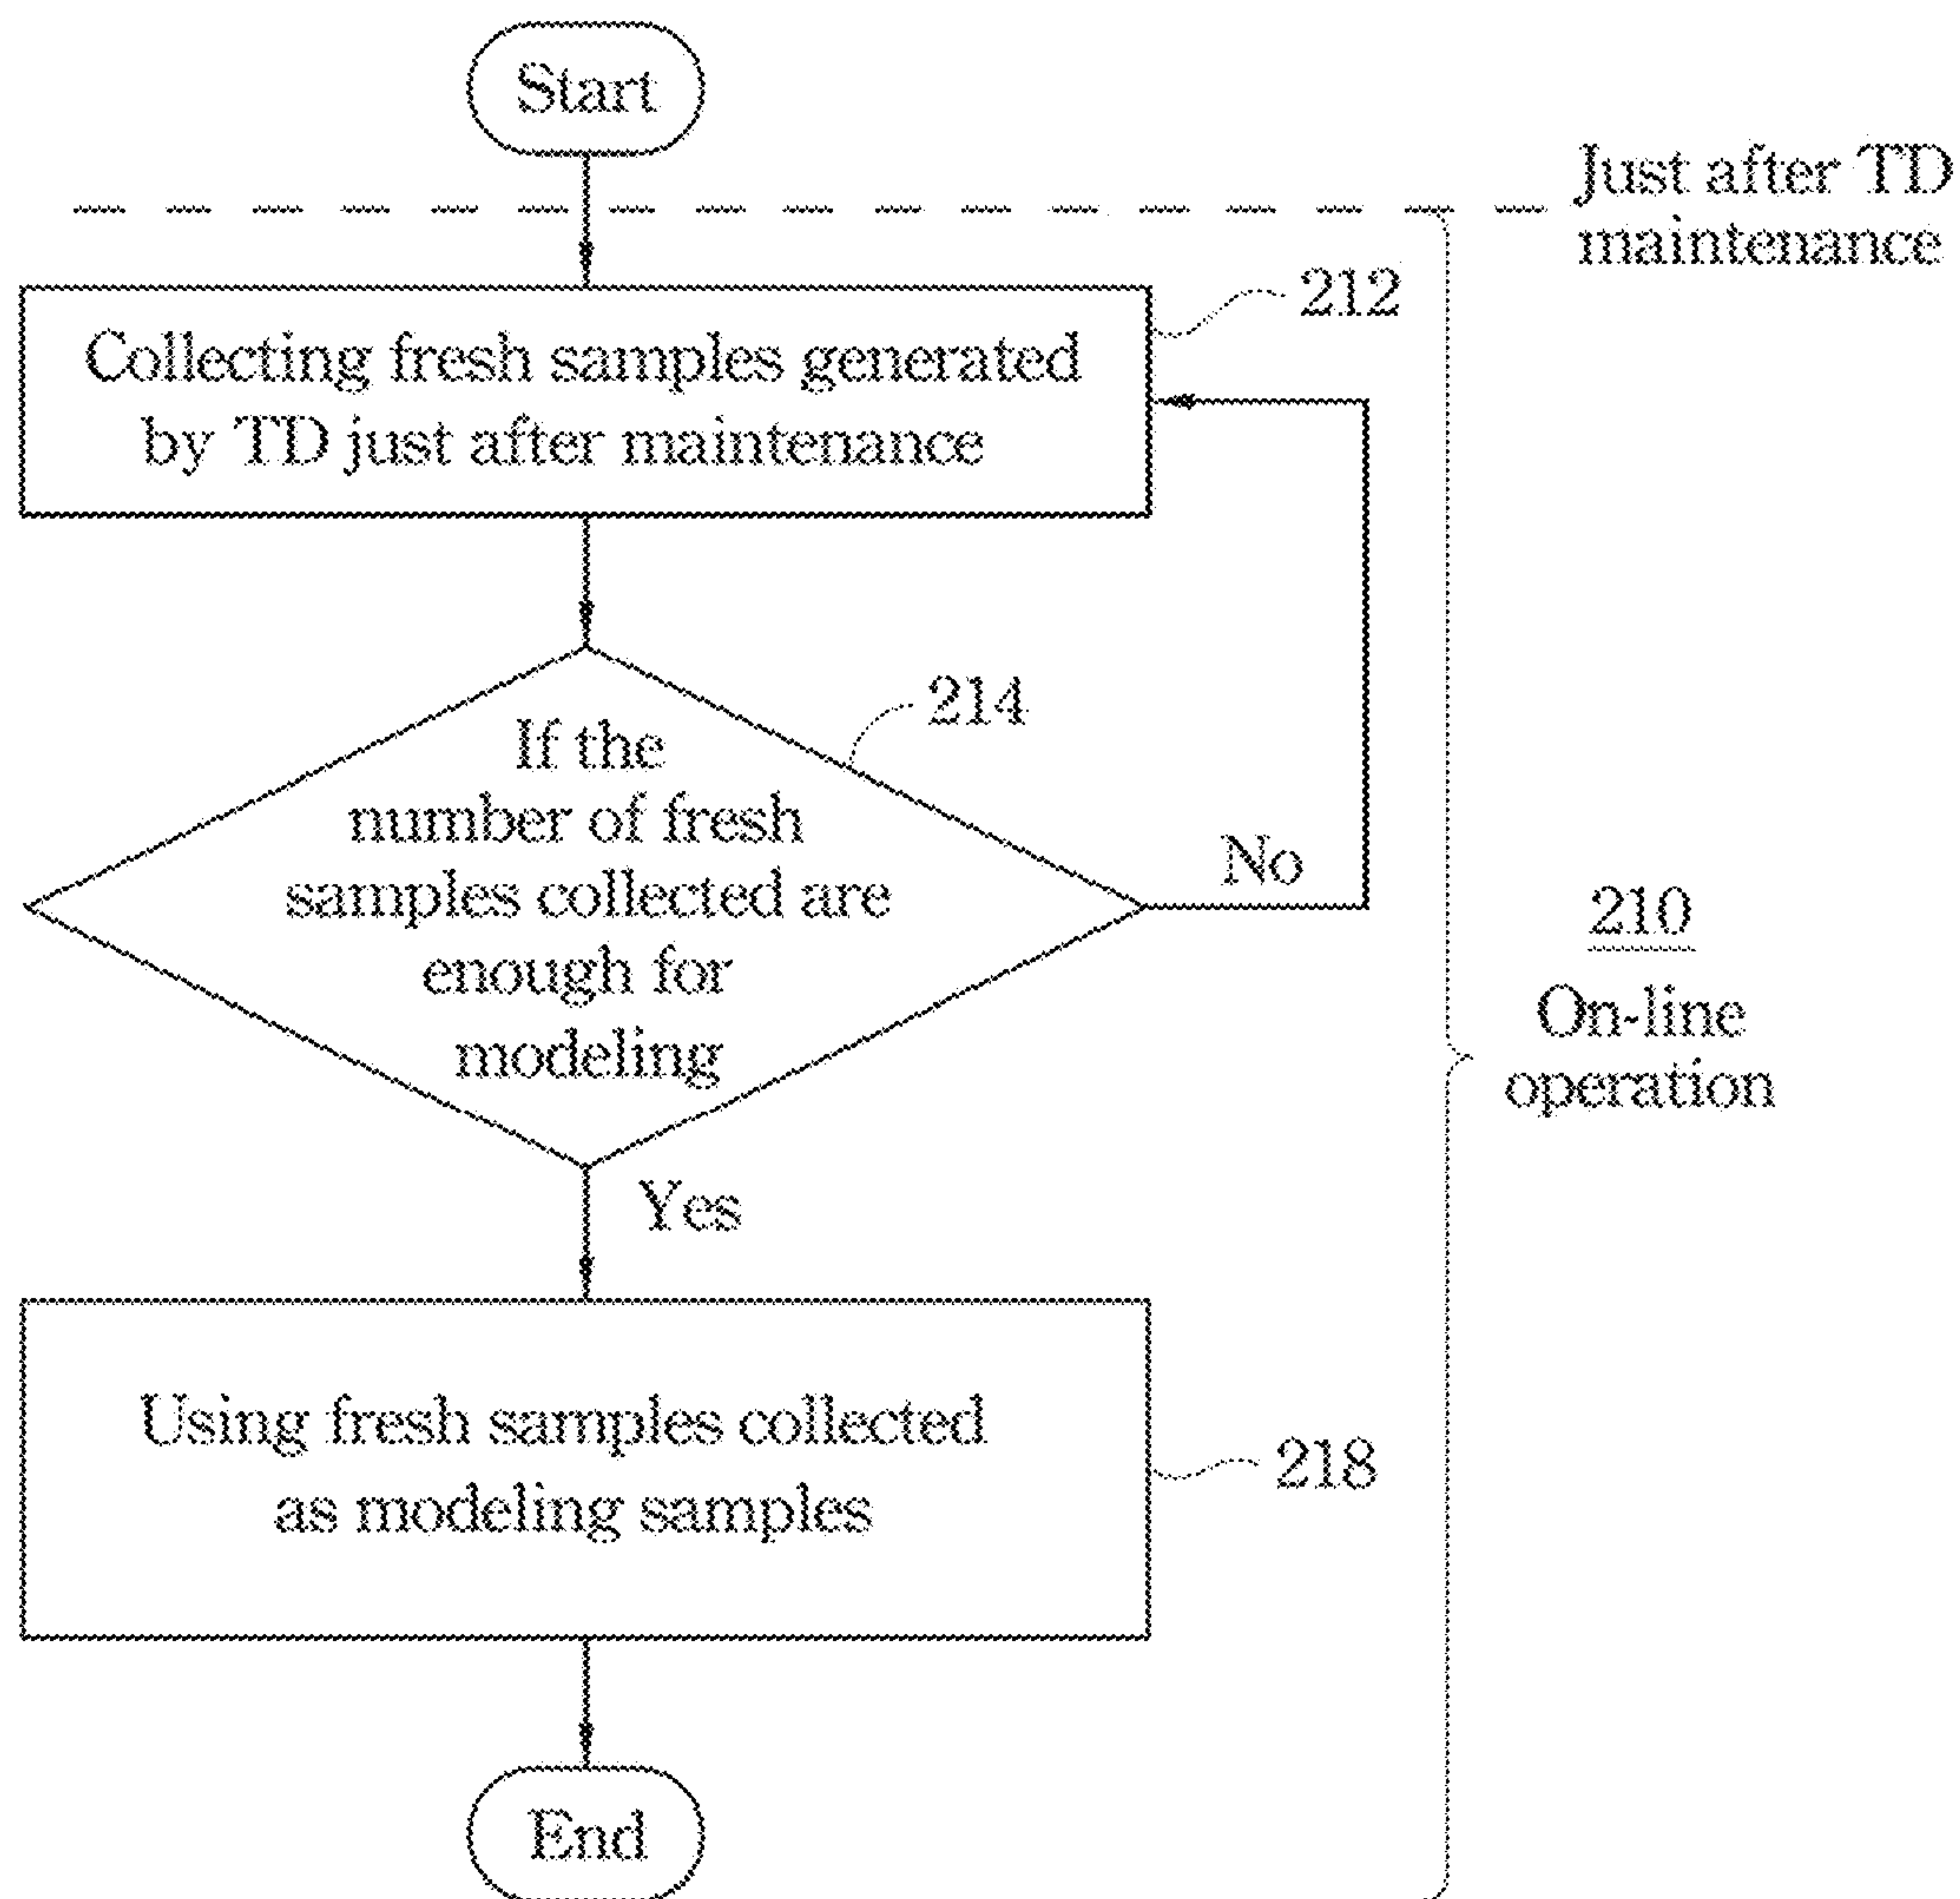 Start
Just after TD
maintenance
212
Collecting fresh samples generated
by TD just after maintenance
214
If the
number of fresh
samples collected are
enough for
modeling
No
210
On-line
operation
Yes
Using fresh samples collected
as modeling samples
218
End